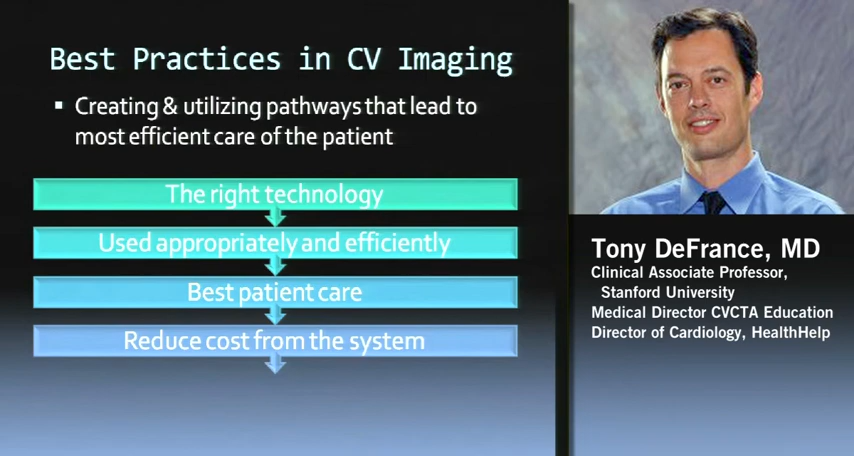 Best Practices in CV Imaging
▪ Creating & utilizing pathways that lead to
most efficient care of the patient
The right technology
Used appropriately and efficiently
Best patient care
Reduce cost from the system
Tony DeFrance, MD
Clinical Associate Professor,
Stanford University
Medical Director CVCTA Education
Director of Cardiology, HealthHelp